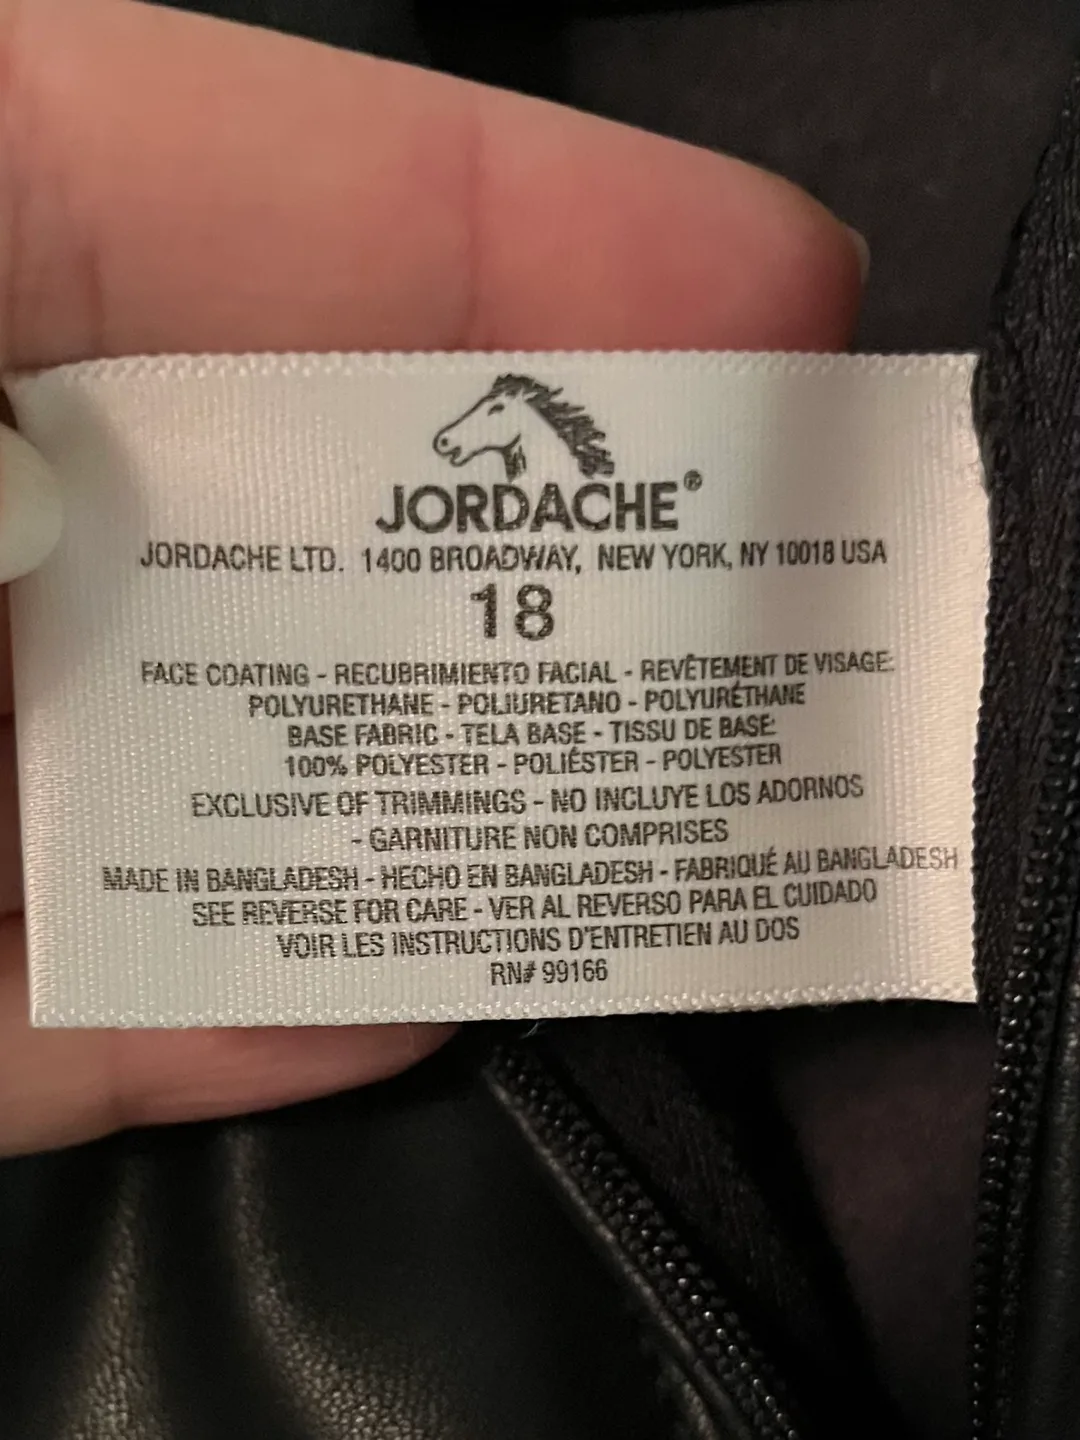 JORDACHE®
JORDACHE LTD. 1400 BROADWAY, NEW YORK, NY 10018 USA
18
FACE COATING - RECUBRIMIENTO FACIAL - REVÊTEMENT DE VISAGE:
POLYURETHANE - POLIURETANO - POLYURÉTHANE
BASE FABRIC - TELA BASE - TISSU DE BASE:
100% POLYESTER - POLIÉSTER - POLYESTER
EXCLUSIVE OF TRIMMINGS - NO INCLUYE LOS ADORNOS
- GARNITURE NON COMPRISES
MADE IN BANGLADESH - HECHO EN BANGLADESH - FABRIQUÉ AU BANGLADESH
SEE REVERSE FOR CARE - VER AL REVERSO PARA EL CUIDADO
VOIR LES INSTRUCTIONS D'ENTRETIEN AU DOS
RN# 99166